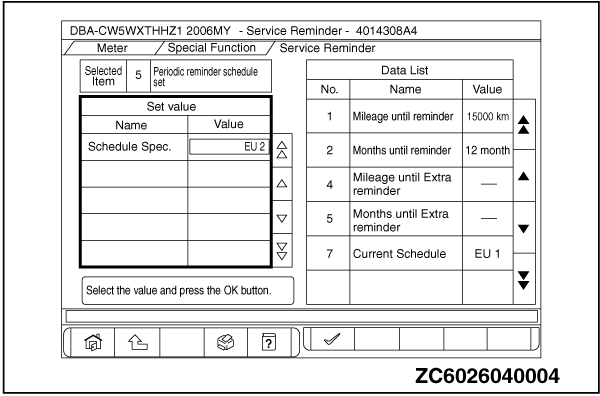 DBA-CW5WXTHHZ1 2006MY - Service Reminder - 4014308A4
Meter / Special Function / Service Reminder
Selected Item 5 Periodic reminder schedule set
Set value
Name Value
Schedule Spec. EU 2
Select the value and press the OK button.
Data List
No. Name Value
1 Mileage until reminder 15000 km
2 Months until reminder 12 month
4 Mileage until Extra reminder —
5 Months until Extra reminder —
7 Current Schedule EU 1
?
ZC6026040004